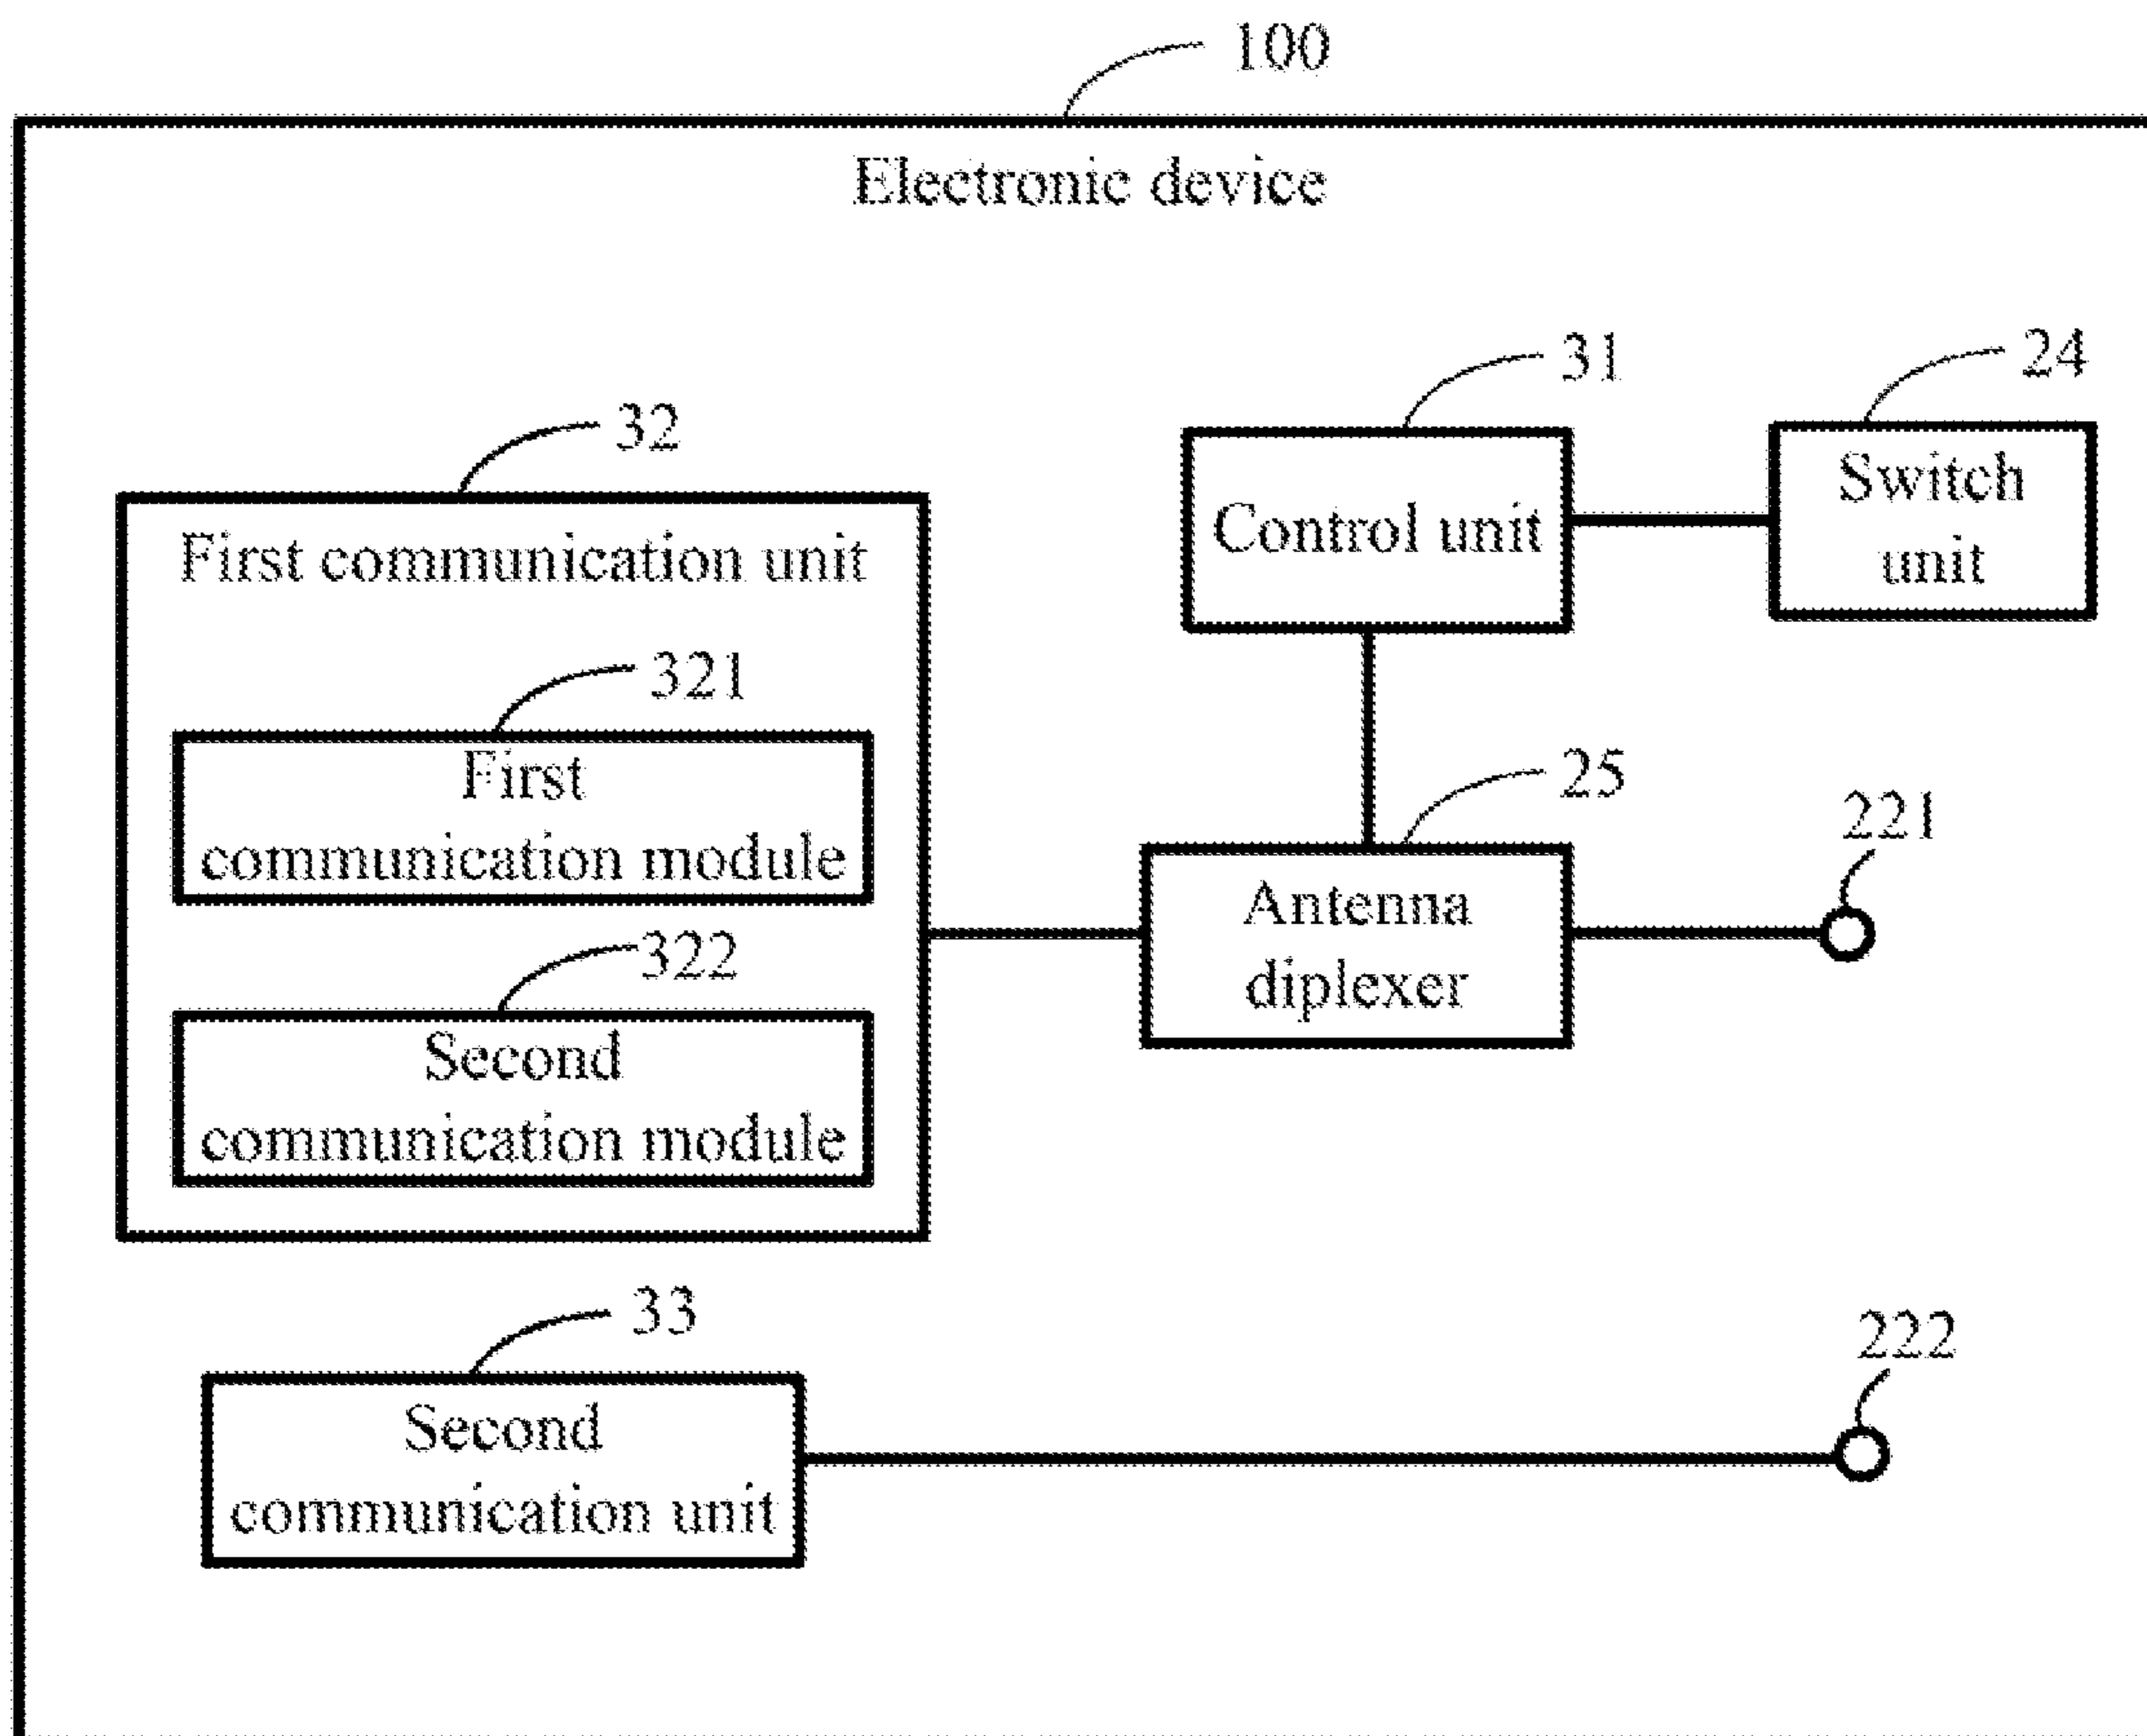 100
Electronic device
31
24
32
Control unit
Switch
unit
First communication unit
321
First
communication module
25
221
Antenna
diplexer
322
Second
communication module
33
222
Second
communication unit